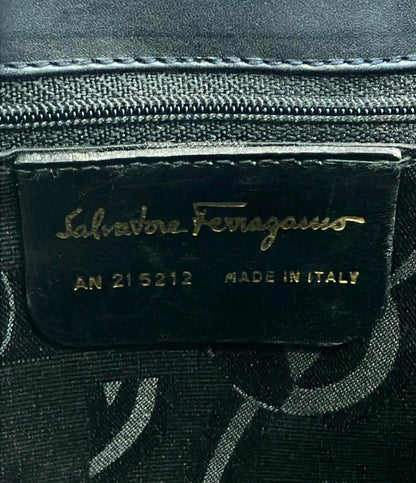 Salvatore Ferragamo
AN 21 5212 MADE IN ITALY